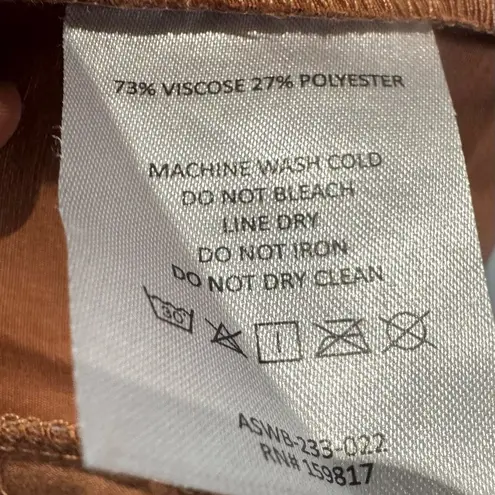 73% VISCOSE 27% POLYESTER
MACHINE WASH COLD
DO NOT BLEACH
LINE DRY
DO NOT IRON
DO NOT DRY CLEAN
30
ASWB-233-022
RN# 159817